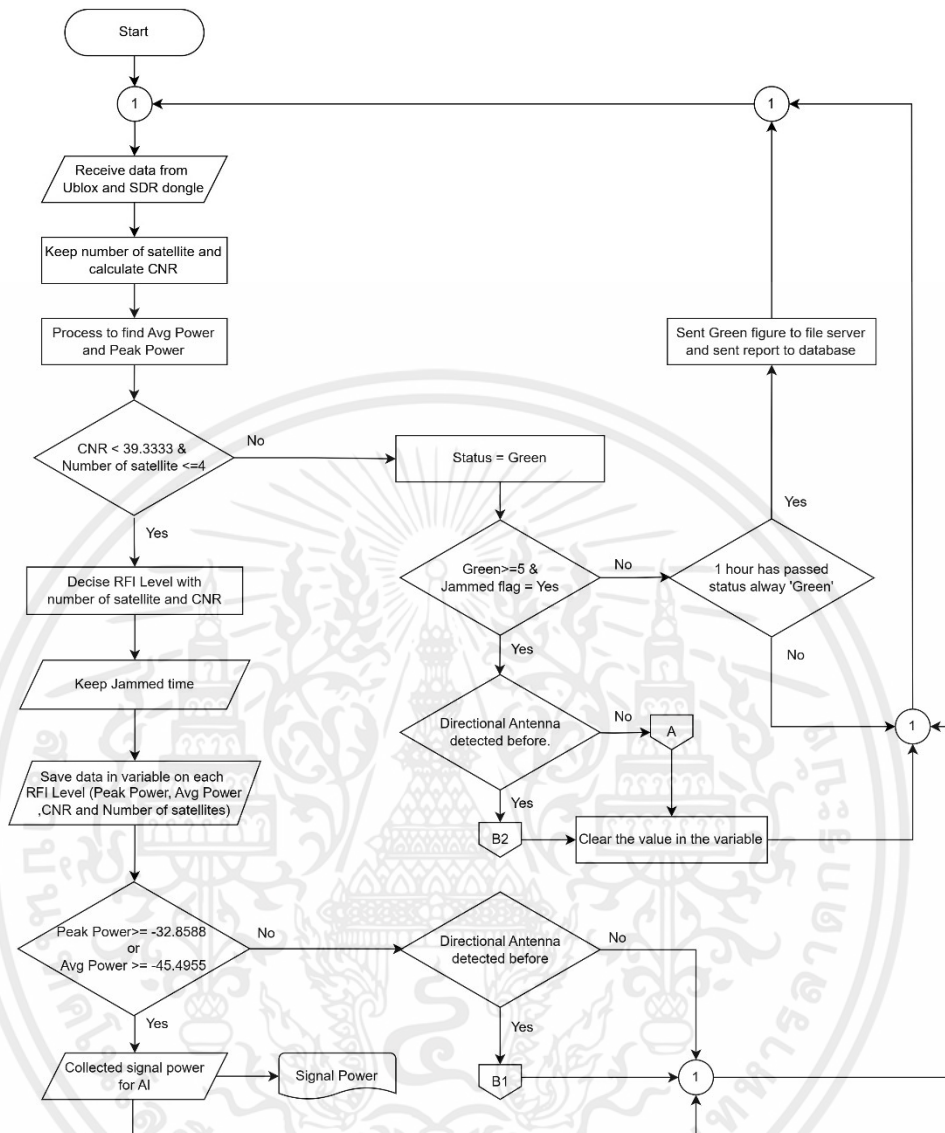 Start
1
1
Receive data from
Ublox and SDR dongle
Keep number of satellite and
calculate CNR
Process to find Avg Power
and Peak Power
Sent Green figure to file server
and sent report to database
CNR < 39.3333 &
Number of satellite <=4
No
Status = Green
Yes
Yes
Decise RFI Level with
number of satellite and CNR
Green>=5 &
Jammed flag = Yes
No
1 hour has passed
status alway 'Green'
Yes
No
Keep Jammed time
Directional Antenna
detected before.
No
A
1
Save data in variable on each
RFI Level (Peak Power, Avg Power
,CNR and Number of satellites)
Yes
B2
Clear the value in the variable
Peak Power>= -32.8588
or
Avg Power >= -45.4955
No
Directional Antenna
detected before
No
Yes
Yes
Collected signal power
for AI
Signal Power
B1
1